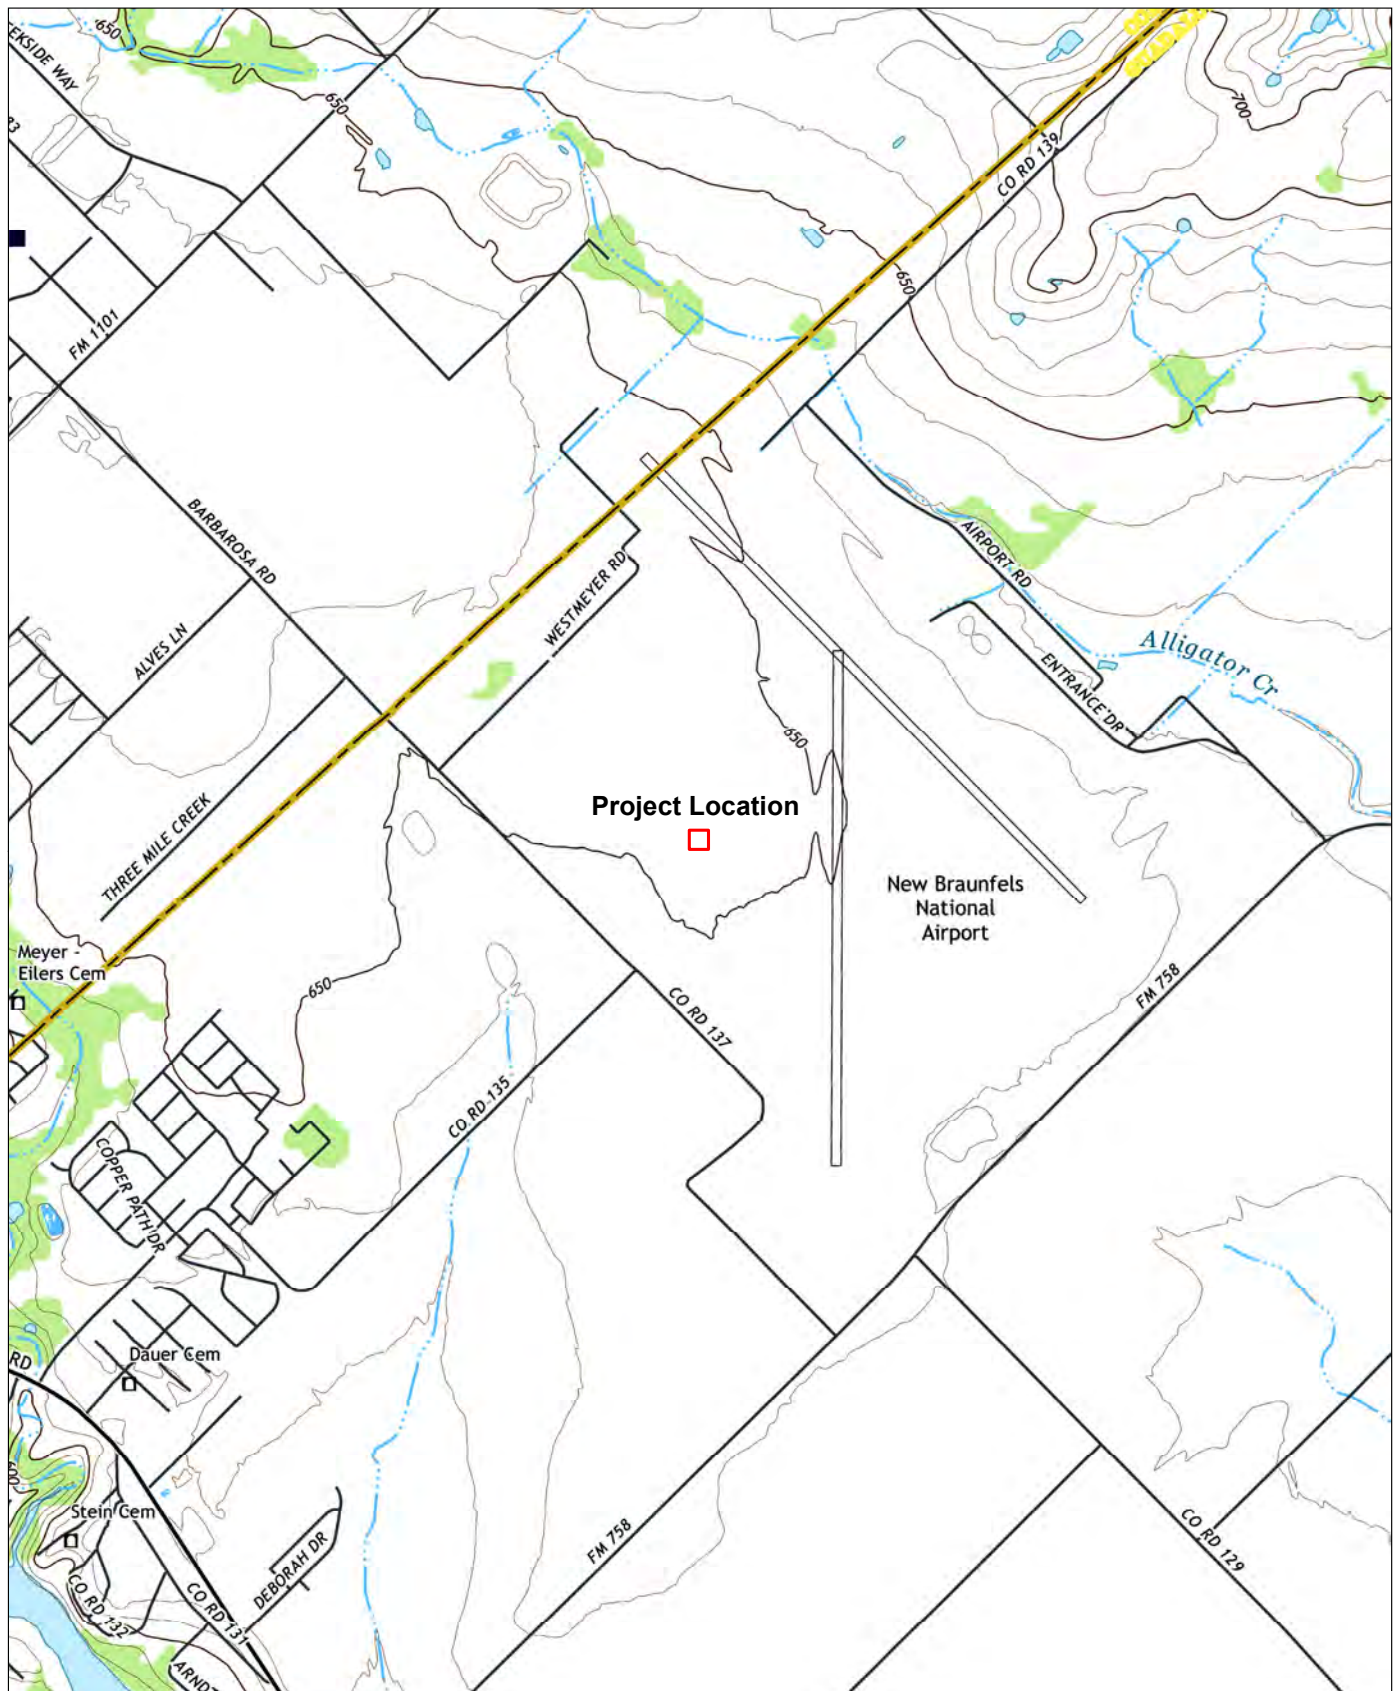 650
EKSIDE WAY
33
650
700
CO RD 139
650
FM 1101
BARBAROSA RD
AIRPORT RD
WESTMEYER RD
ALVES LN
Alligator Cr
ENTRANCE DR
650
Project Location
THREE MILE CREEK
New Braunfels
National
Airport
Meyer -
Eilers Cem
650
FM 758
CO RD 137
CO RD 135
COPPER PATH DR
RD
Dauer Cem
600
Stein Cem
FM 758
CO RD 129
DEBORAH DR
CO RD 132
CO RD 131
ARND